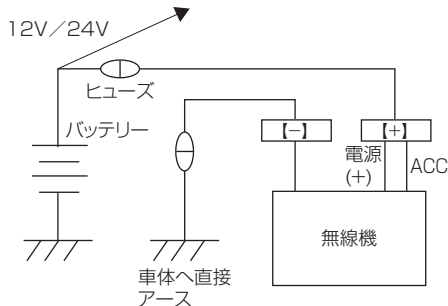 12V／24V
ヒューズ
バッテリー
【−】
【+】
電源
(+)
ACC
無線機
車体へ直接
アース